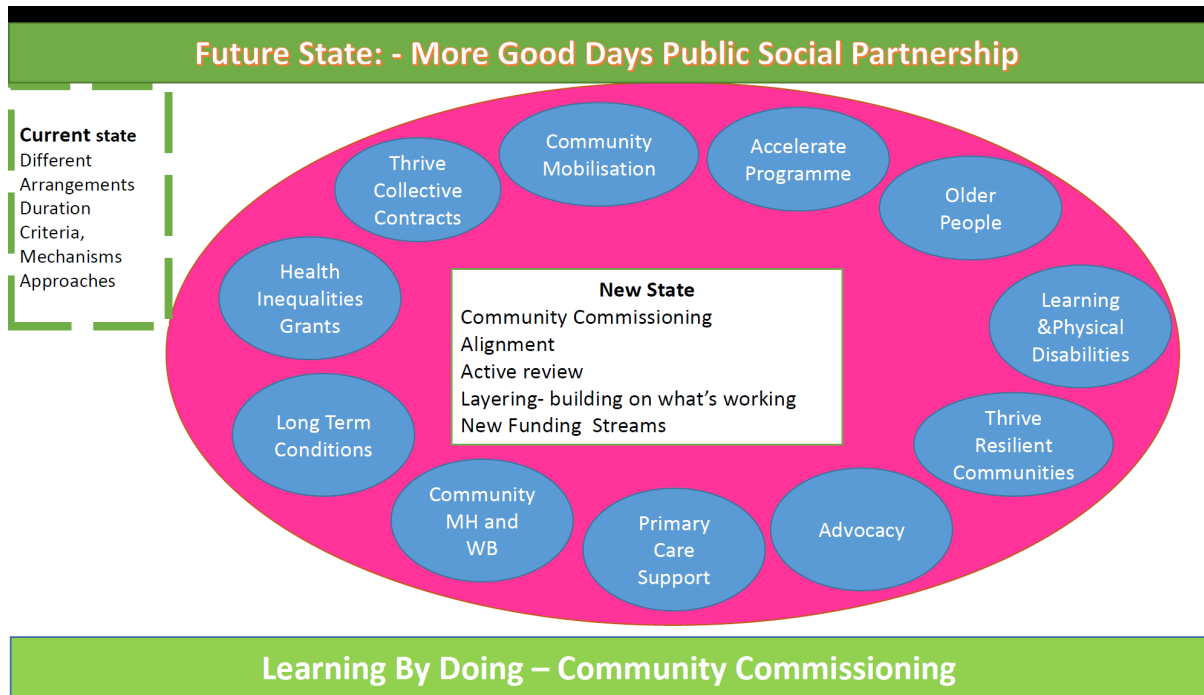 Future State: - More Good Days Public Social Partnership
Current state
Different
Arrangements
Duration
Criteria,
Mechanisms
Approaches
Community
Mobilisation
Accelerate
Programme
Thrive
Collective
Contracts
Older
People
Health
Inequalities
Grants
Learning
&Physical
Disabilities
New State
Community Commissioning
Alignment
Active review
Layering- building on what's working
New Funding  Streams
Long Term
Conditions
Thrive
Resilient
Communities
Community
MH and
WB
Primary
Care
Support
Advocacy
Learning By Doing – Community Commissioning